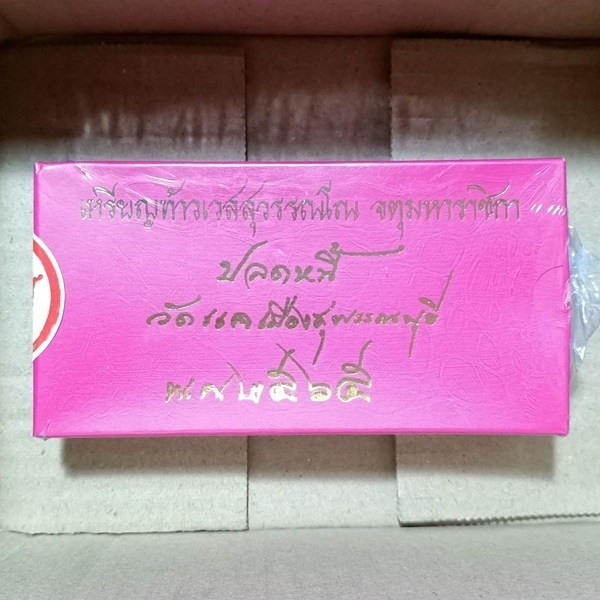 เหรียญท้าวเวสสุวรรณโณ จตุมหาราชิกา
ปลดหนี้
วัดแค เมืองสุพรรณบุรี
๗ ๗ ๒๕๖๕